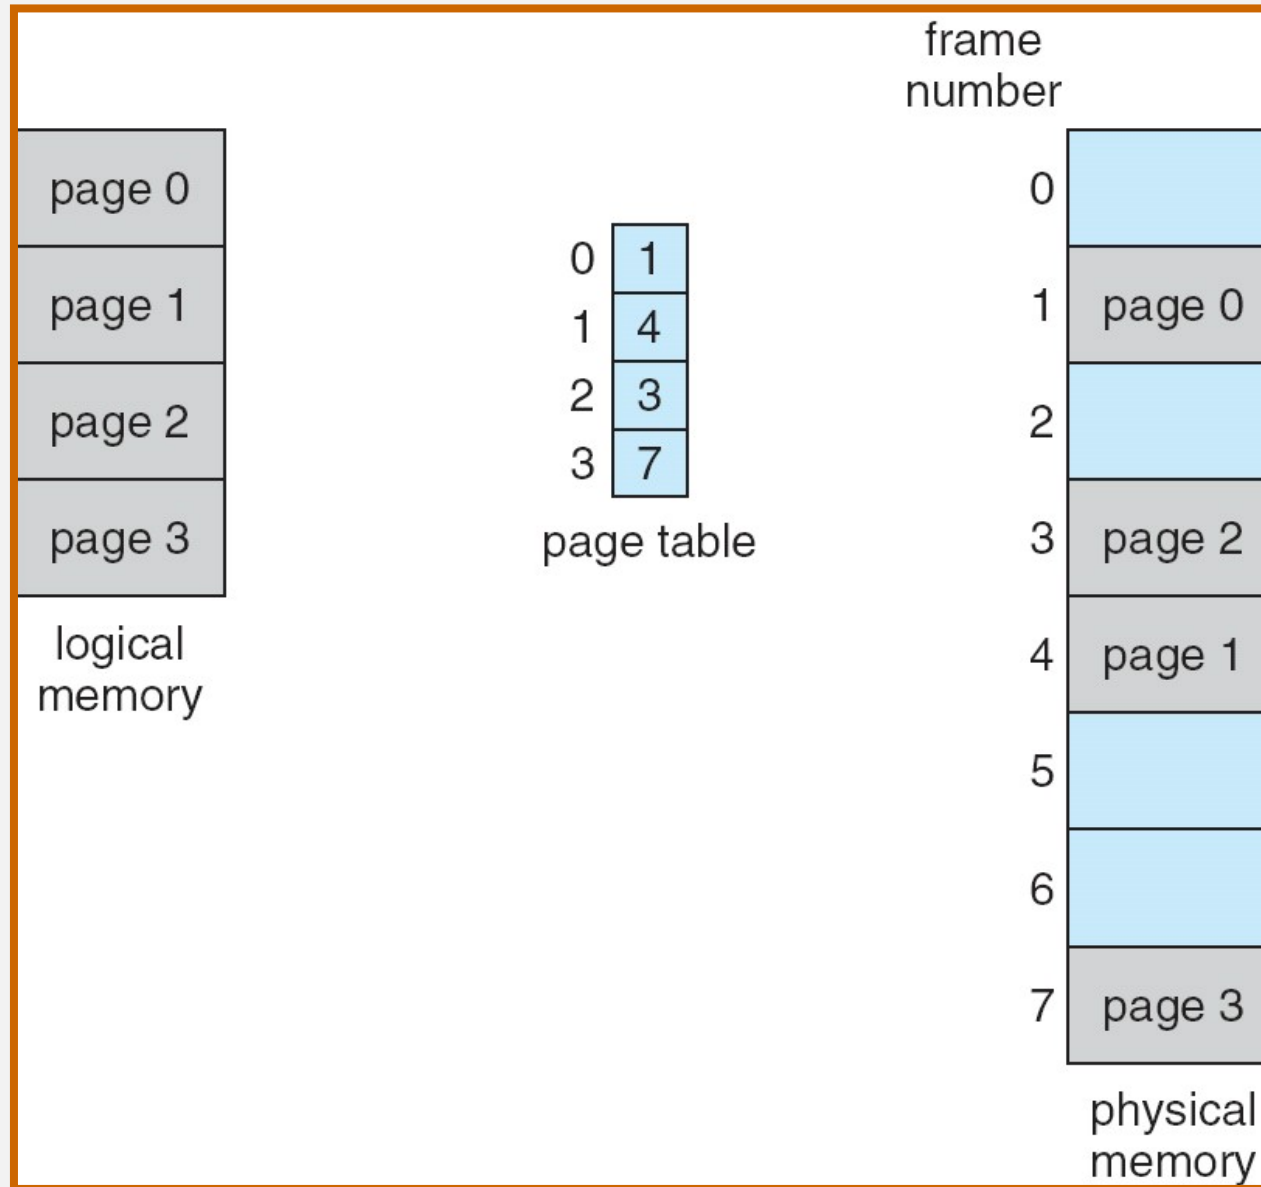 frame
number
page 0
page 1
page 2
page 3
logical
memory
0 1
1 4
2 3
3 7
page table
0
1 page 0
2
3 page 2
4 page 1
5
6
7 page 3
physical
memory